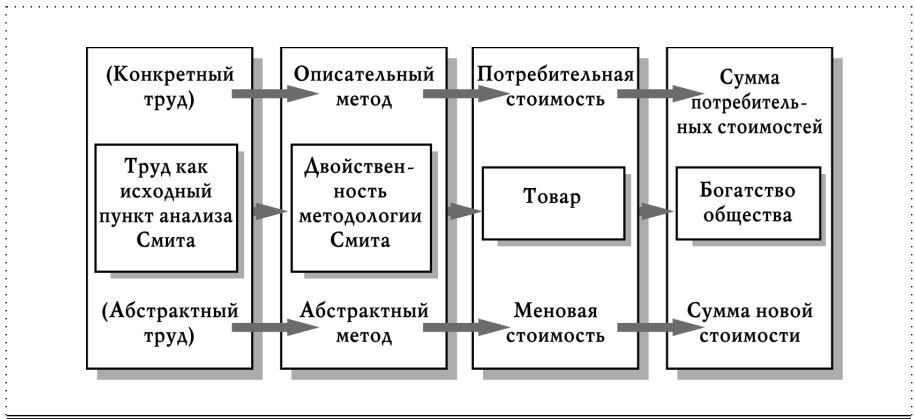 (Конкретный
труд)
Описательный
метод
Потребительная
стоимость
Сумма
потребитель-
ных стоимостей
Труд как
исходный
пункт анализа
Смита
Двойствен-
ность
методологии
Смита
Товар
Богатство
общества
(Абстрактный
труд)
Абстрактный
метод
Меновая
стоимость
Сумма новой
стоимости